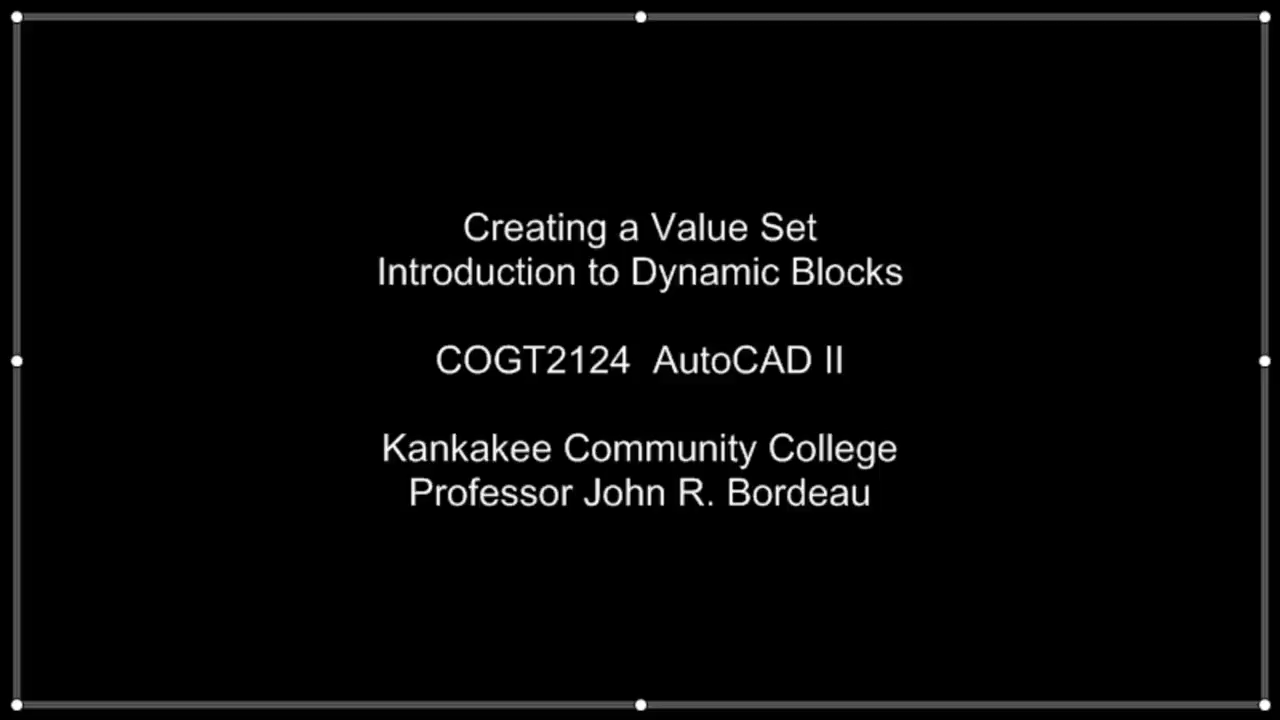 Creating a Value Set
Introduction to Dynamic Blocks
COGT2124 AutoCAD II
Kankakee Community College
Professor John R. Bordeau